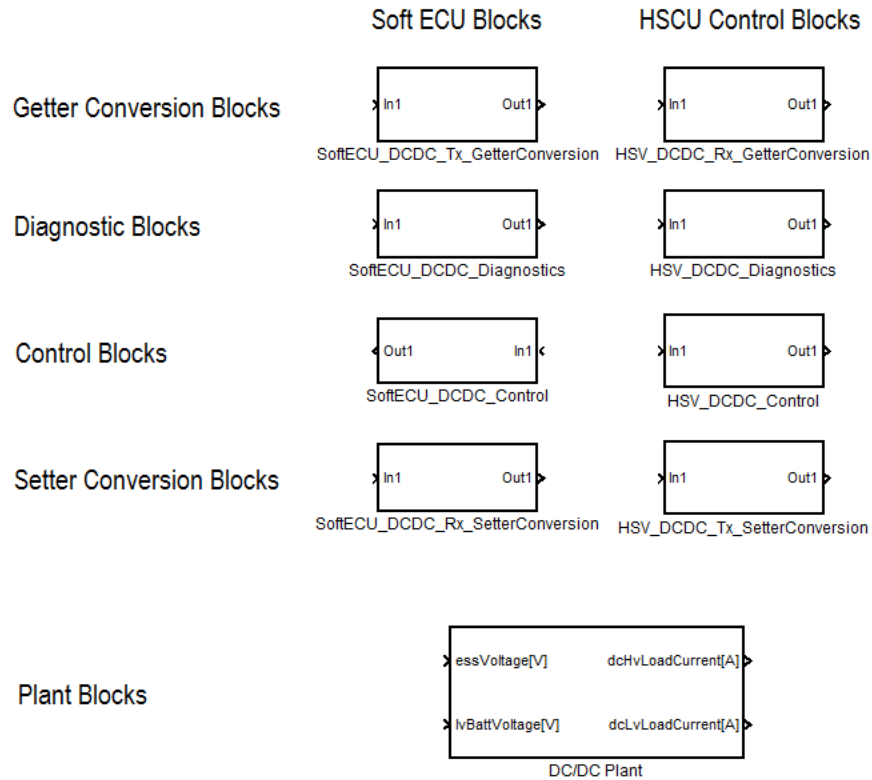 Soft ECU Blocks HSCU Control Blocks
Getter Conversion Blocks In1 Out1 In1 Out1
SoftECU_DCDC_Tx_GetterConversion HSV_DCDC_Rx_GetterConversion
Diagnostic Blocks In1 Out1 In1 Out1
SoftECU_DCDC_Diagnostics HSV_DCDC_Diagnostics
Control Blocks Out1 In1 In1 Out1
SoftECU_DCDC_Control HSV_DCDC_Control
Setter Conversion Blocks In1 Out1 In1 Out1
SoftECU_DCDC_Rx_SetterConversion HSV_DCDC_Tx_SetterConversion
essVoltage[V] dcHvLoadCurrent[A]
Plant Blocks
lvBattVoltage[V] dcLvLoadCurrent[A]
DC/DC Plant